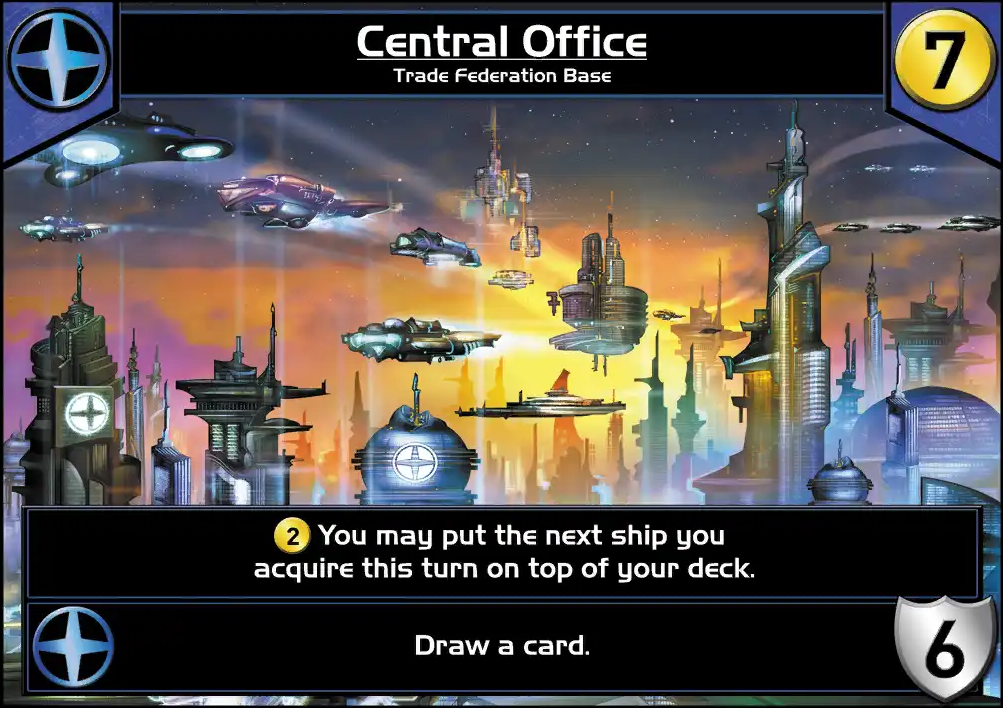 Central Office
Trade Federation Base
7
2 You may put the next ship you
acquire this turn on top of your deck.
Draw a card.
6